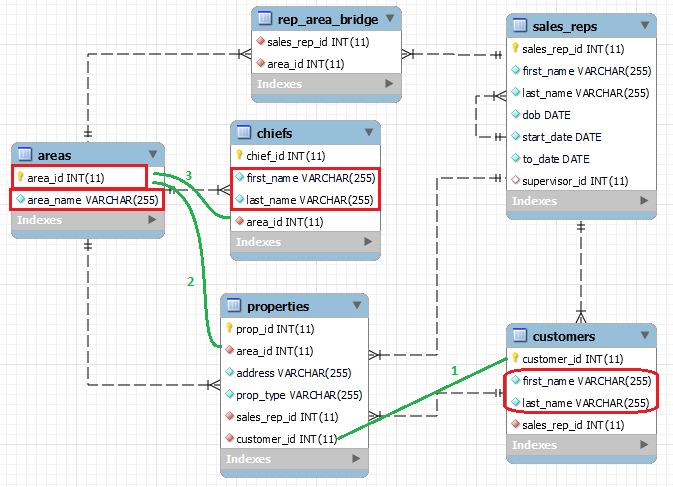 rep_area_bridge
sales_rep_id INT(11)
area_id INT(11)
Indexes
sales_reps
sales_rep_id INT(11)
first_name VARCHAR(255)
last_name VARCHAR(255)
dob DATE
start_date DATE
to_date DATE
supervisor_id INT(11)
Indexes
areas
area_id INT(11)
area_name VARCHAR(255)
Indexes
chiefs
chief_id INT(11)
first_name VARCHAR(255)
last_name VARCHAR(255)
area_id INT(11)
Indexes
3
2
properties
prop_id INT(11)
area_id INT(11)
address VARCHAR(255)
prop_type VARCHAR(255)
sales_rep_id INT(11)
customer_id INT(11)
Indexes
1
customers
customer_id INT(11)
first_name VARCHAR(255)
last_name VARCHAR(255)
sales_rep_id INT(11)
Indexes